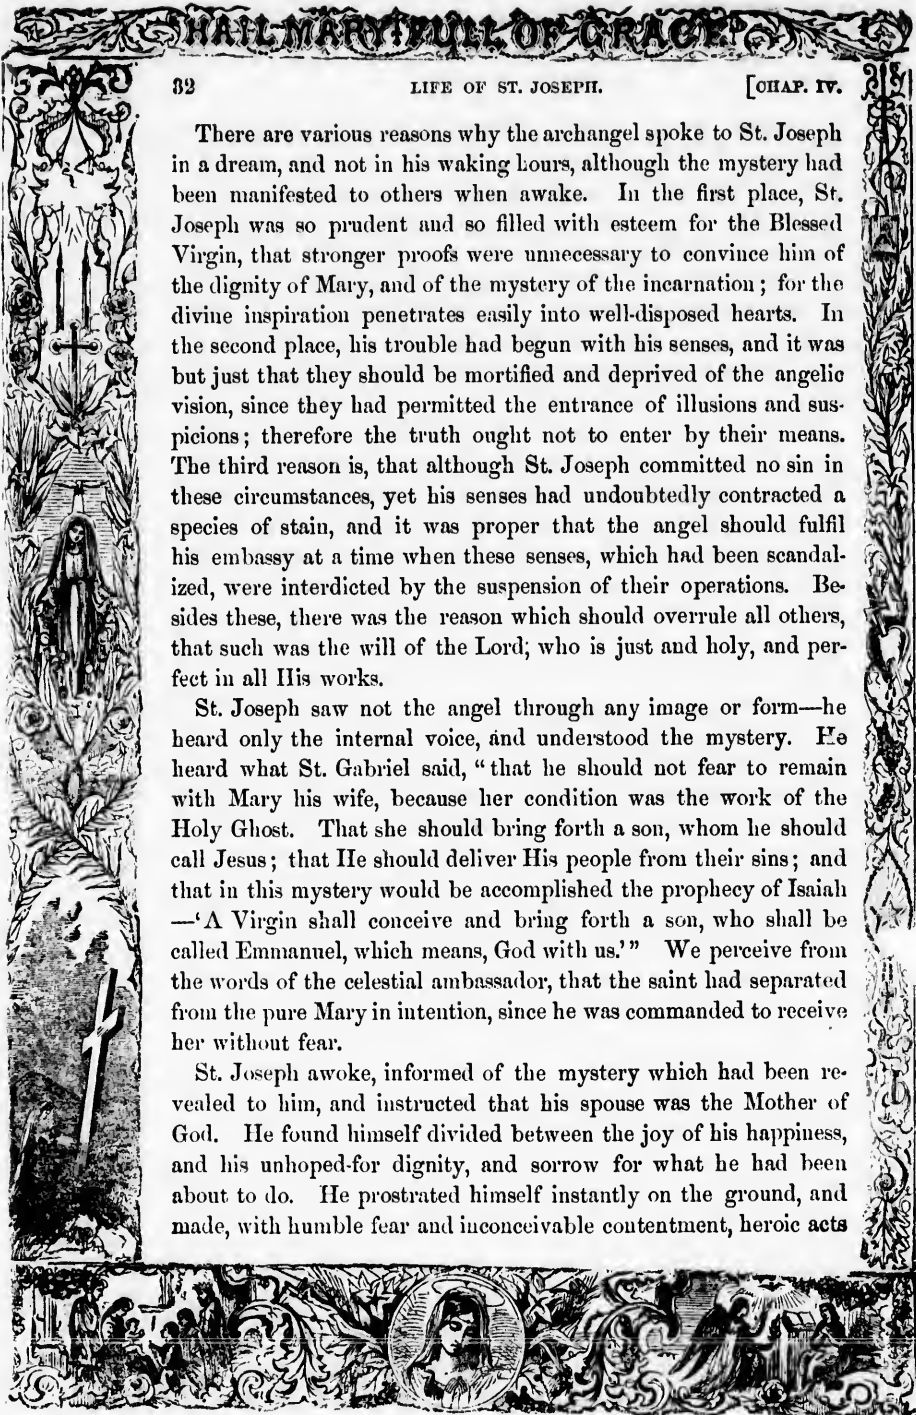 HAIL MARY FULL OF GRACE
32 LIFE OF ST. JOSEPH. [CHAP. IV.
There are various reasons why the archangel spoke to St. Joseph
in a dream, and not in his waking hours, although the mystery had
been manifested to others when awake. In the first place, St.
Joseph was so prudent and so filled with esteem for the Blessed
Virgin, that stronger proofs were unnecessary to convince him of
the dignity of Mary, and of the mystery of the incarnation; for the
divine inspiration penetrates easily into well-disposed hearts. In
the second place, his trouble had begun with his senses, and it was
but just that they should be mortified and deprived of the angelic
vision, since they had permitted the entrance of illusions and sus-
picions; therefore the truth ought not to enter by their means.
The third reason is, that although St. Joseph committed no sin in
these circumstances, yet his senses had undoubtedly contracted a
species of stain, and it was proper that the angel should fulfil
his embassy at a time when these senses, which had been scandal-
ized, were interdicted by the suspension of their operations. Be-
sides these, there was the reason which should overrule all others,
that such was the will of the Lord; who is just and holy, and per-
fect in all His works.
St. Joseph saw not the angel through any image or form—he
heard only the internal voice, and understood the mystery. He
heard what St. Gabriel said, "that he should not fear to remain
with Mary his wife, because her condition was the work of the
Holy Ghost. That she should bring forth a son, whom he should
call Jesus; that He should deliver His people from their sins; and
that in this mystery would be accomplished the prophecy of Isaiah
—'A Virgin shall conceive and bring forth a son, who shall be
called Emmanuel, which means, God with us.'" We perceive from
the words of the celestial ambassador, that the saint had separated
from the pure Mary in intention, since he was commanded to receive
her without fear.
St. Joseph awoke, informed of the mystery which had been re-
vealed to him, and instructed that his spouse was the Mother of
God. He found himself divided between the joy of his happiness,
and his unhoped-for dignity, and sorrow for what he had been
about to do. He prostrated himself instantly on the ground, and
made, with humble fear and inconceivable contentment, heroic acts